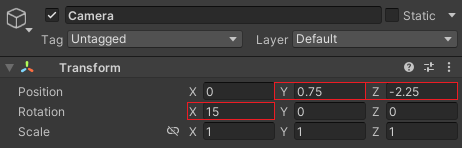 Camera Static
Tag Untagged Layer Default
Transform
Position X 0 Y 0.75 Z -2.25
Rotation X 15 Y 0 Z 0
Scale X 1 Y 1 Z 1